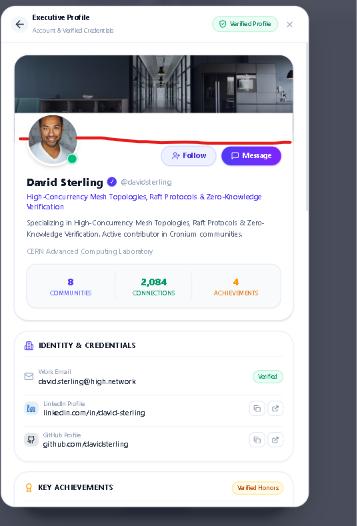 Executive Profile
Account & Verified Credentials
Verified Profile
Follow
Message
David Sterling
@davidsterling
High-Concurrency Mesh Topologies, Raft Protocols & Zero-Knowledge
Verification
Specializing in High-Concurrency Mesh Topologies, Raft Protocols & Zero-
Knowledge Verification. Active contributor in Cronium communities.
CERN Advanced Computing Laboratory
8
COMMUNITIES
2,084
CONNECTIONS
4
ACHIEVEMENTS
IDENTITY & CREDENTIALS
Work Email
david.sterling@high.network
Verified
LinkedIn Profile
linkedin.com/in/david-sterling
GitHub Profile
github.com/davidsterling
KEY ACHIEVEMENTS
Verified Honors